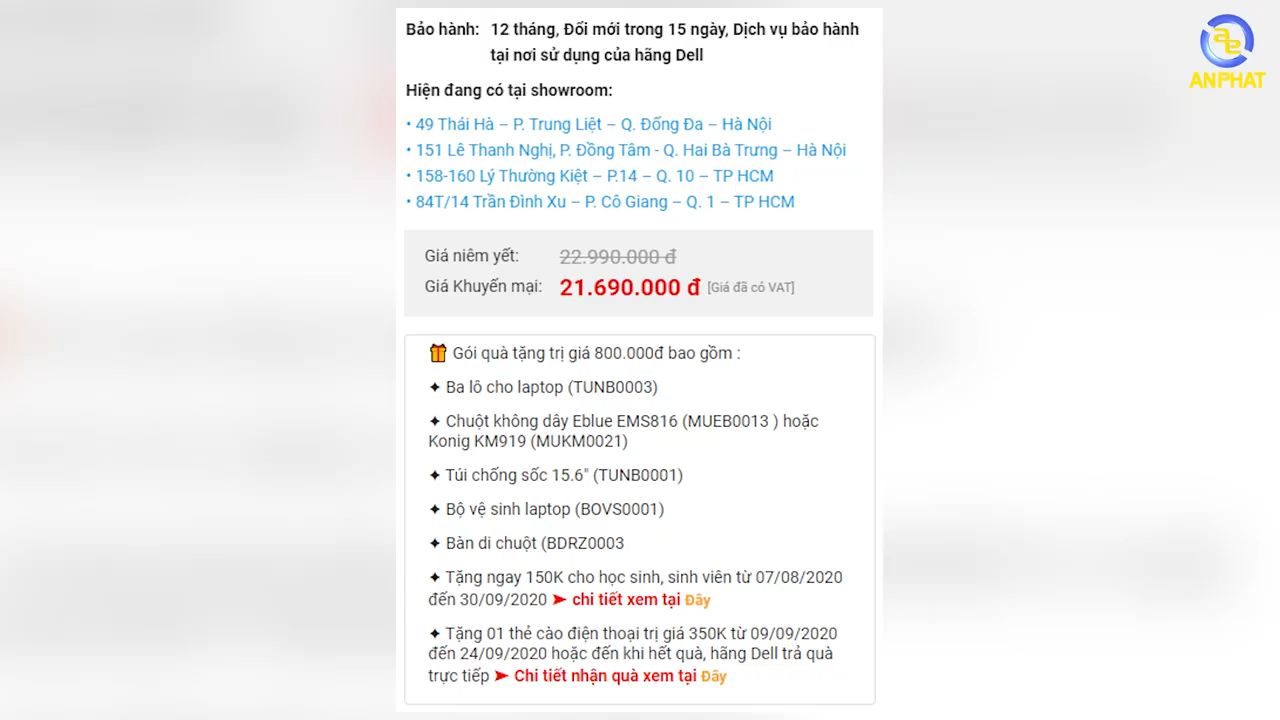 Bảo hành: 12 tháng, Đổi mới trong 15 ngày, Dịch vụ bảo hành
tại nơi sử dụng của hãng Dell
Hiện đang có tại showroom:
• 49 Thái Hà – P. Trung Liệt – Q. Đống Đa – Hà Nội
• 151 Lê Thanh Nghị, P. Đồng Tâm - Q. Hai Bà Trưng – Hà Nội
• 158-160 Lý Thường Kiệt – P.14 – Q. 10 – TP HCM
• 84T/14 Trần Đình Xu – P. Cô Giang – Q. 1 – TP HCM
Giá niêm yết: 22.990.000 đ
Giá Khuyến mại: 21.690.000 đ [Giá đã có VAT]
Gói quà tặng trị giá 800.000đ bao gồm :
✦ Ba lô cho laptop (TUNB0003)
✦ Chuột không dây Eblue EMS816 (MUEB0013 ) hoặc
Konig KM919 (MUKM0021)
✦ Túi chống sốc 15.6" (TUNB0001)
✦ Bộ vệ sinh laptop (BOVS0001)
✦ Bàn di chuột (BDRZ0003
✦ Tặng ngay 150K cho học sinh, sinh viên từ 07/08/2020
đến 30/09/2020 ➤ chi tiết xem tại Đây
✦ Tặng 01 thẻ cào điện thoại trị giá 350K từ 09/09/2020
đến 24/09/2020 hoặc đến khi hết quà, hãng Dell trả quà
trực tiếp ➤ Chi tiết nhận quà xem tại Đây
ae
ANPHAT